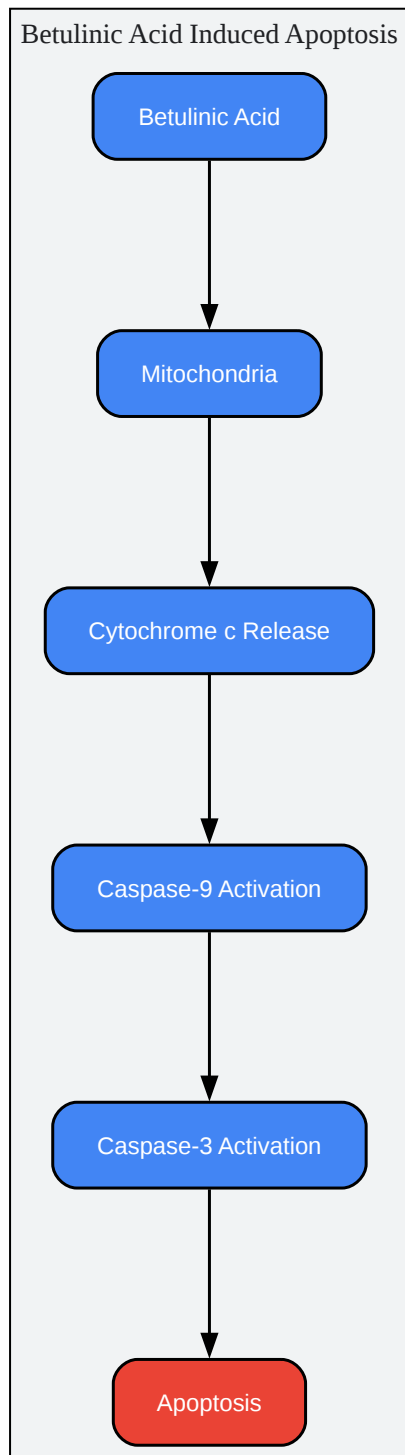 Betulinic Acid Induced Apoptosis
Betulinic Acid
Mitochondria
Cytochrome c Release
Caspase-9 Activation
Caspase-3 Activation
Apoptosis